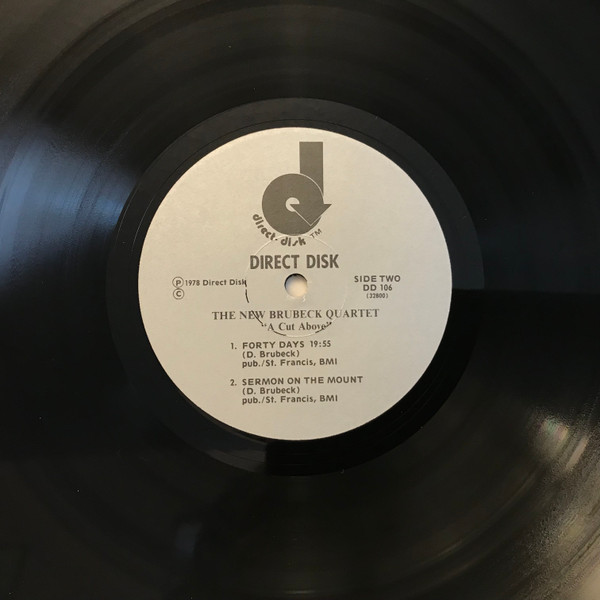 direct-disk ™
DIRECT DISK
Ⓟ 1978 Direct Disk
Ⓒ
SIDE TWO
DD 106
(22800)
THE NEW BRUBECK QUARTET
"A Cut Above"
1. FORTY DAYS 19:55
(D. Brubeck)
pub./St. Francis, BMI
2. SERMON ON THE MOUNT
(D. Brubeck)
pub./St. Francis, BMI